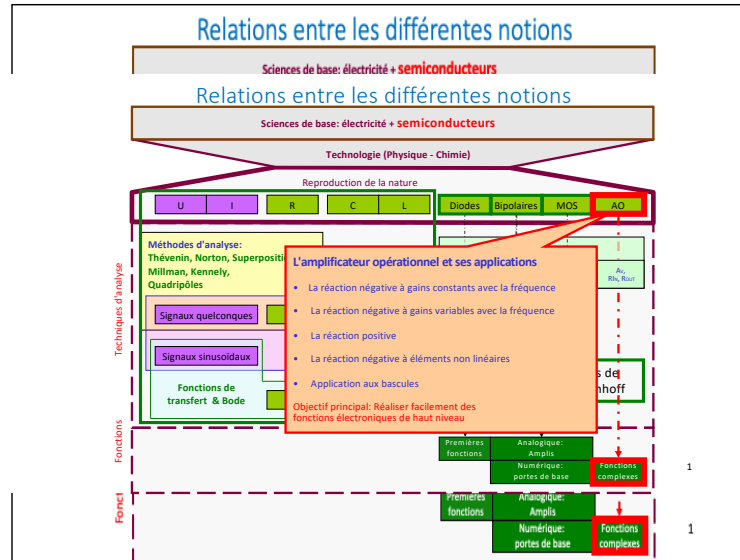 Relations entre les différentes notions
Sciences de base: électricité + semiconducteurs
Relations entre les différentes notions
Sciences de base: électricité + semiconducteurs
Technologie (Physique - Chimie)
Reproduction de la nature
U I R C L Diodes Bipolaires MOS AO
Techniques d'analyse
Méthodes d'analyse:
Thévenin, Norton, Superposition
Millman, Kennely,
Quadripôles
Signaux quelconques
Signaux sinusoïdaux
Fonctions de
transfert & Bode
L'amplificateur opérationnel et ses applications
• La réaction négative à gains constants avec la fréquence
• La réaction négative à gains variables avec la fréquence
• La réaction positive
• La réaction négative à éléments non linéaires
• Application aux bascules
Objectif principal: Réaliser facilement des
fonctions électroniques de haut niveau
Av,
RIN, ROUT
s de
nhoff
Fonctions
Premières
fonctions
Analogique:
Amplis
Numérique:
portes de base
Fonctions
complexes
1
Fonct
Premières
fonctions
Analogique:
Amplis
Numérique:
portes de base
Fonctions
complexes
1